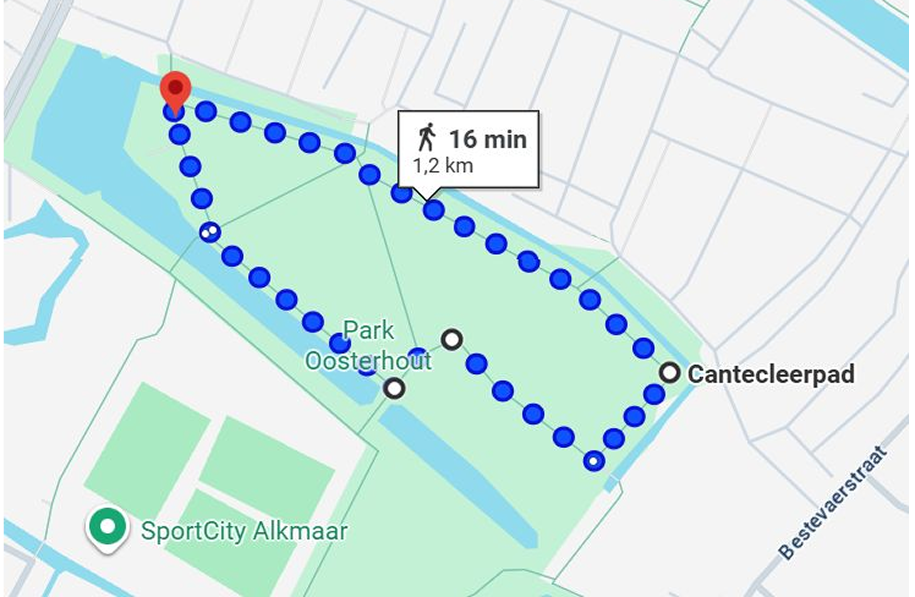 16 min
1,2 km
Park
Oosterhout
Cantecleerpad
Bestevaerstraat
SportCity Alkmaar